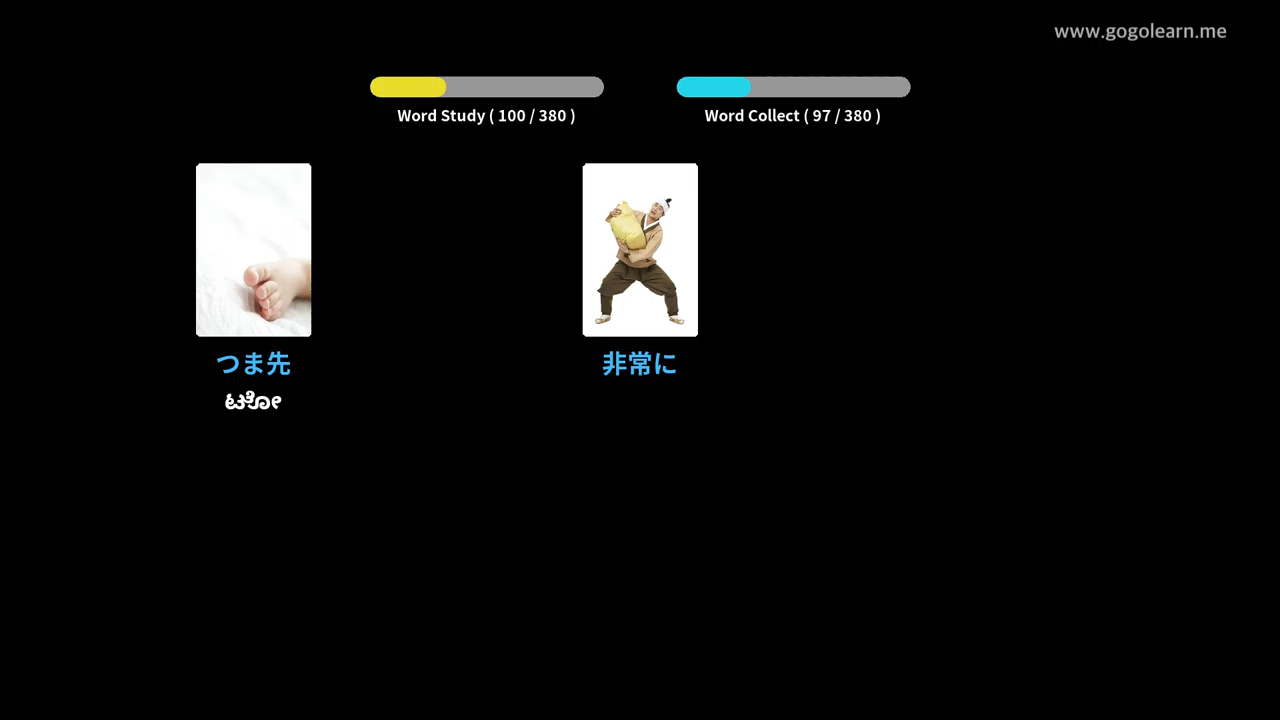 www.gogolearn.me
Word Study ( 100 / 380 )
Word Collect ( 97 / 380 )
つま先
ಟೋ
非常に